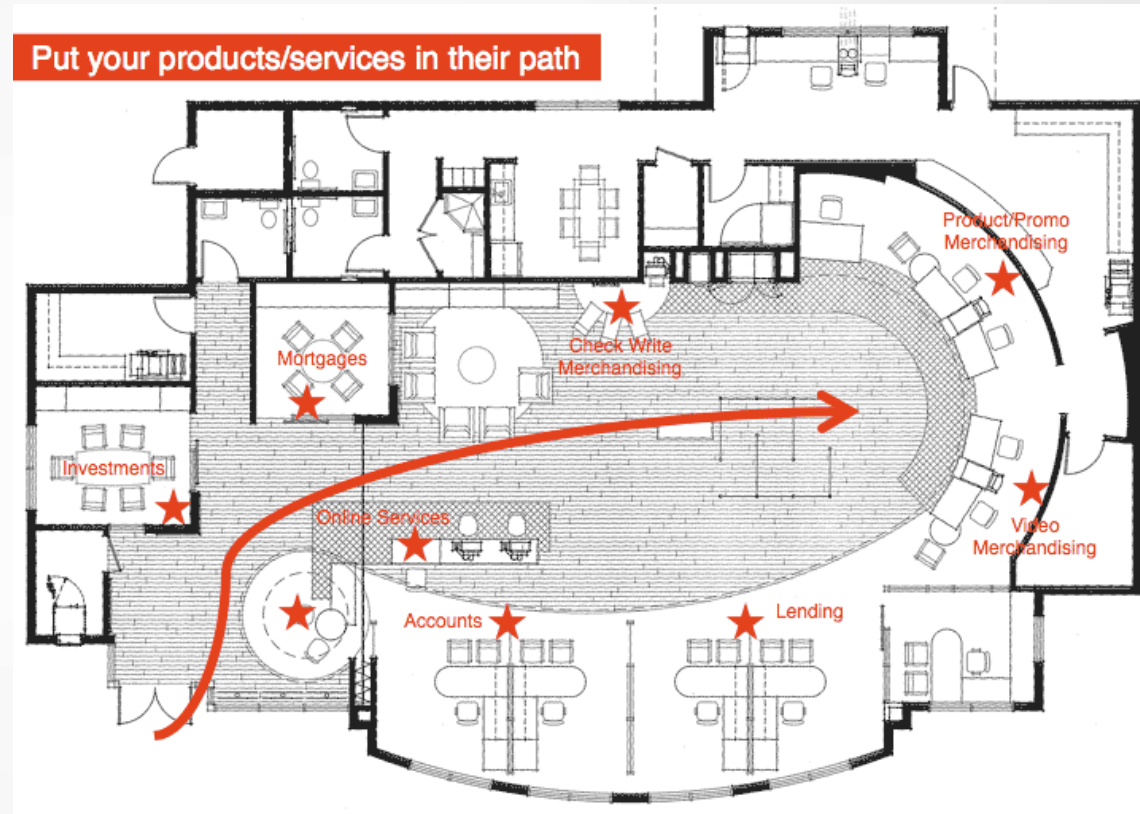 Put your products/services in their path
Product/Promo
Merchandising
Check Write
Merchandising
Mortgages
Investments
Online Services
Video
Merchandising
Accounts
Lending